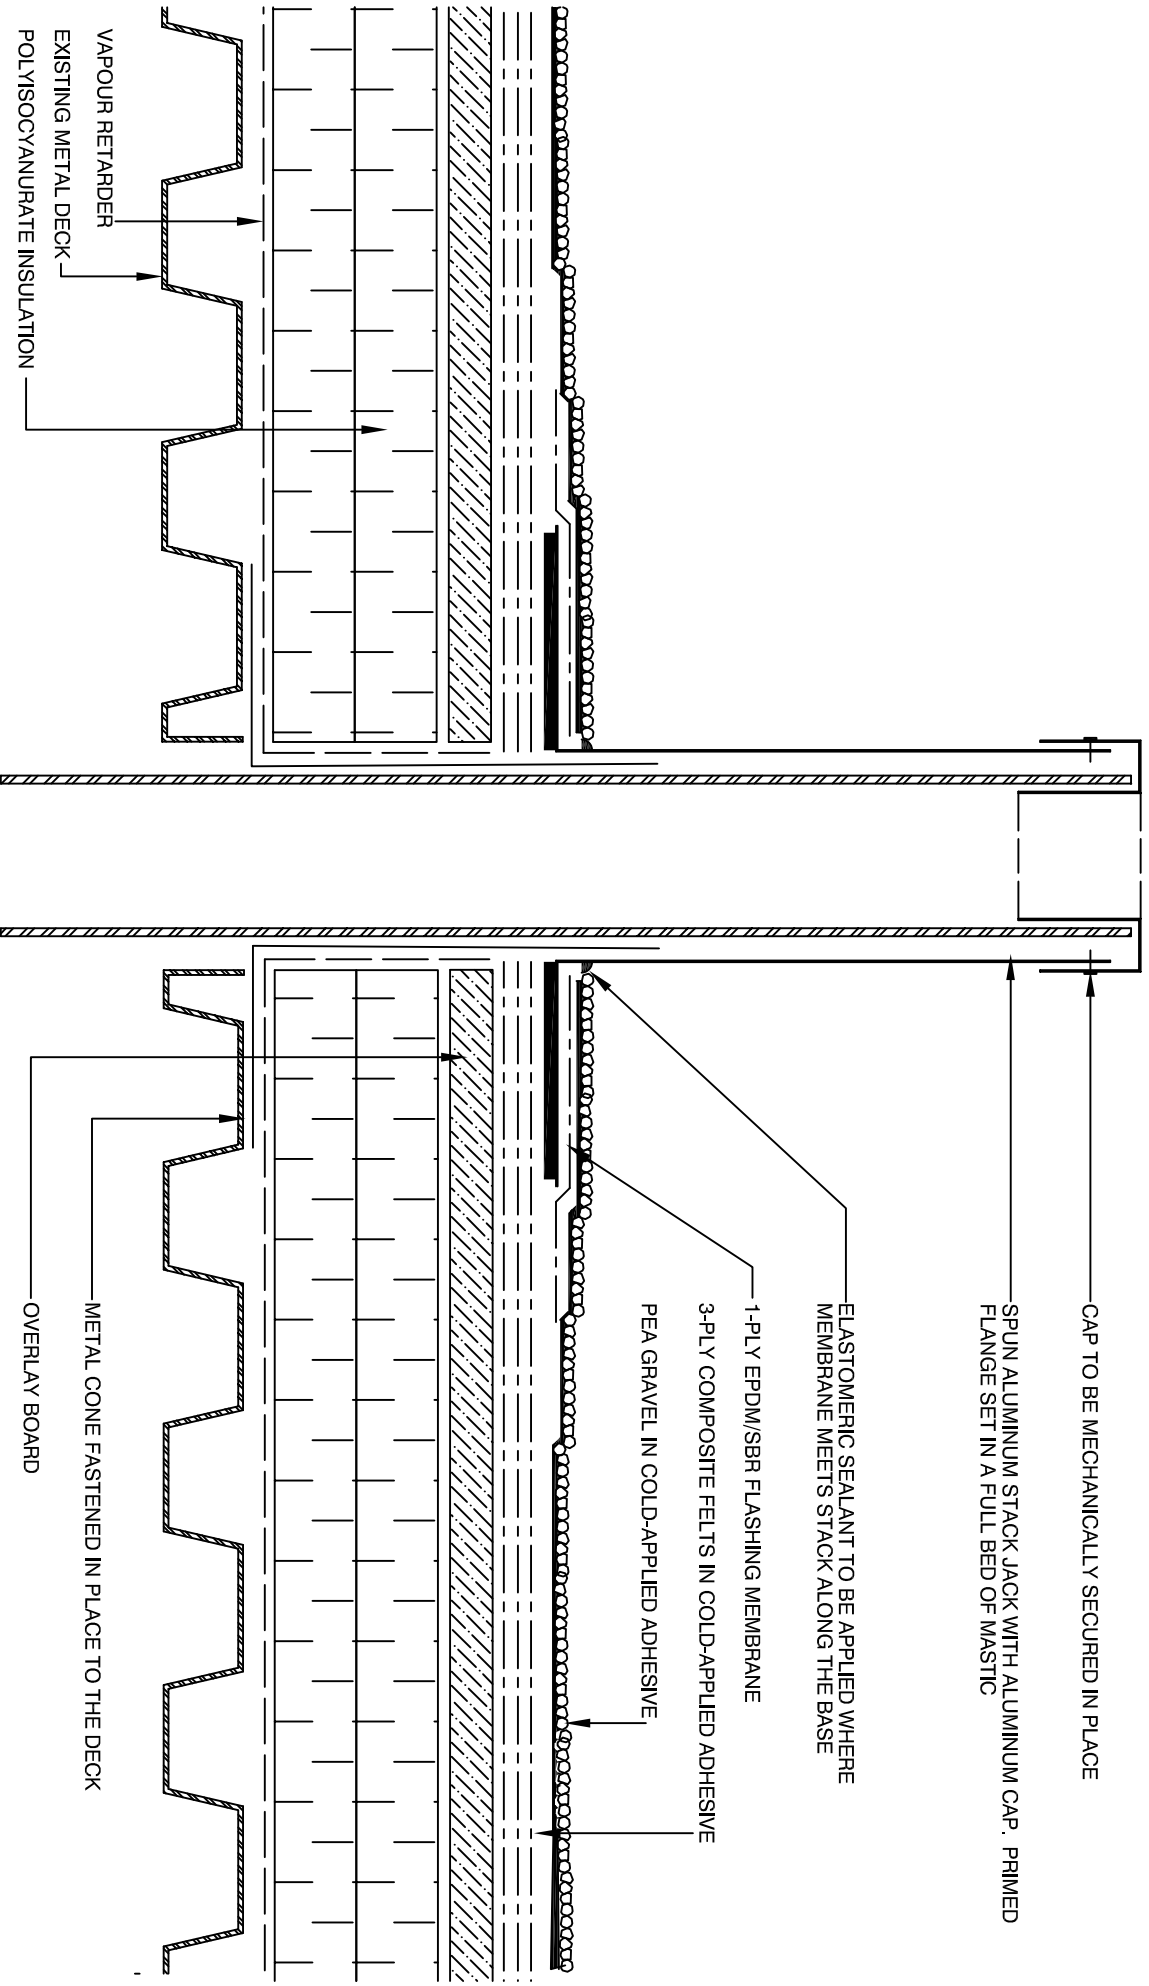 CAP TO BE MECHANICALLY SECURED IN PLACE
SPUN ALUMINUM STACK JACK WITH ALUMINUM CAP. PRIMED
FLANGE SET IN A FULL BED OF MASTIC
ELASTOMERIC SEALANT TO BE APPLIED WHERE
MEMBRANE MEETS STACK ALONG THE BASE
1-PLY EPDM/SBR FLASHING MEMBRANE
3-PLY COMPOSITE FELTS IN COLD-APPLIED ADHESIVE
PEA GRAVEL IN COLD-APPLIED ADHESIVE
VAPOUR RETARDER
EXISTING METAL DECK
POLYISOCYANURATE INSULATION
METAL CONE FASTENED IN PLACE TO THE DECK
OVERLAY BOARD